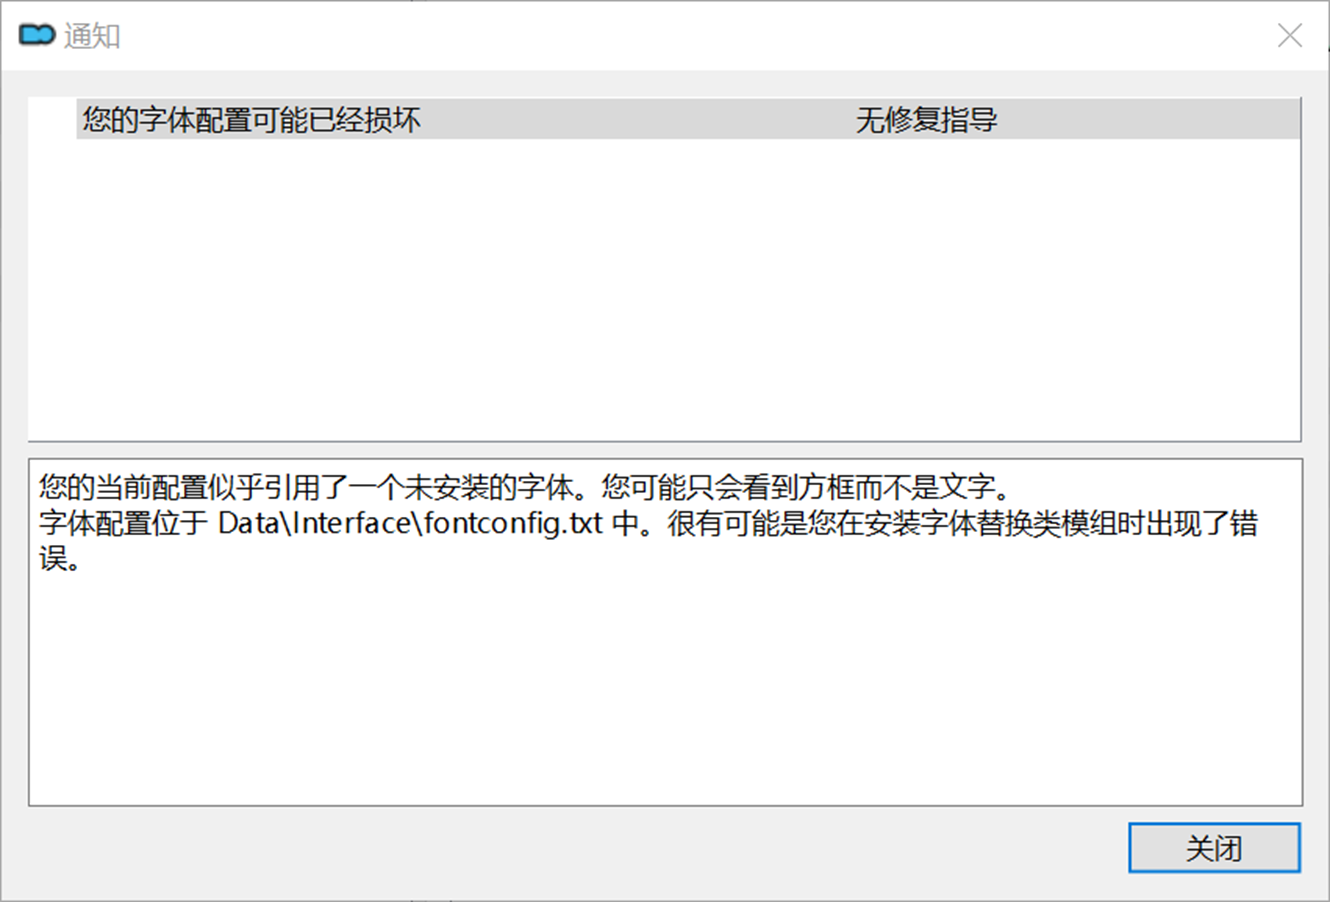 通知
您的字体配置可能已经损坏 无修复指导
您的当前配置似乎引用了一个未安装的字体。您可能只会看到方框而不是文字。
字体配置位于 Data\Interface\fontconfig.txt 中。很有可能是您在安装字体替换类模组时出现了错
误。
关闭